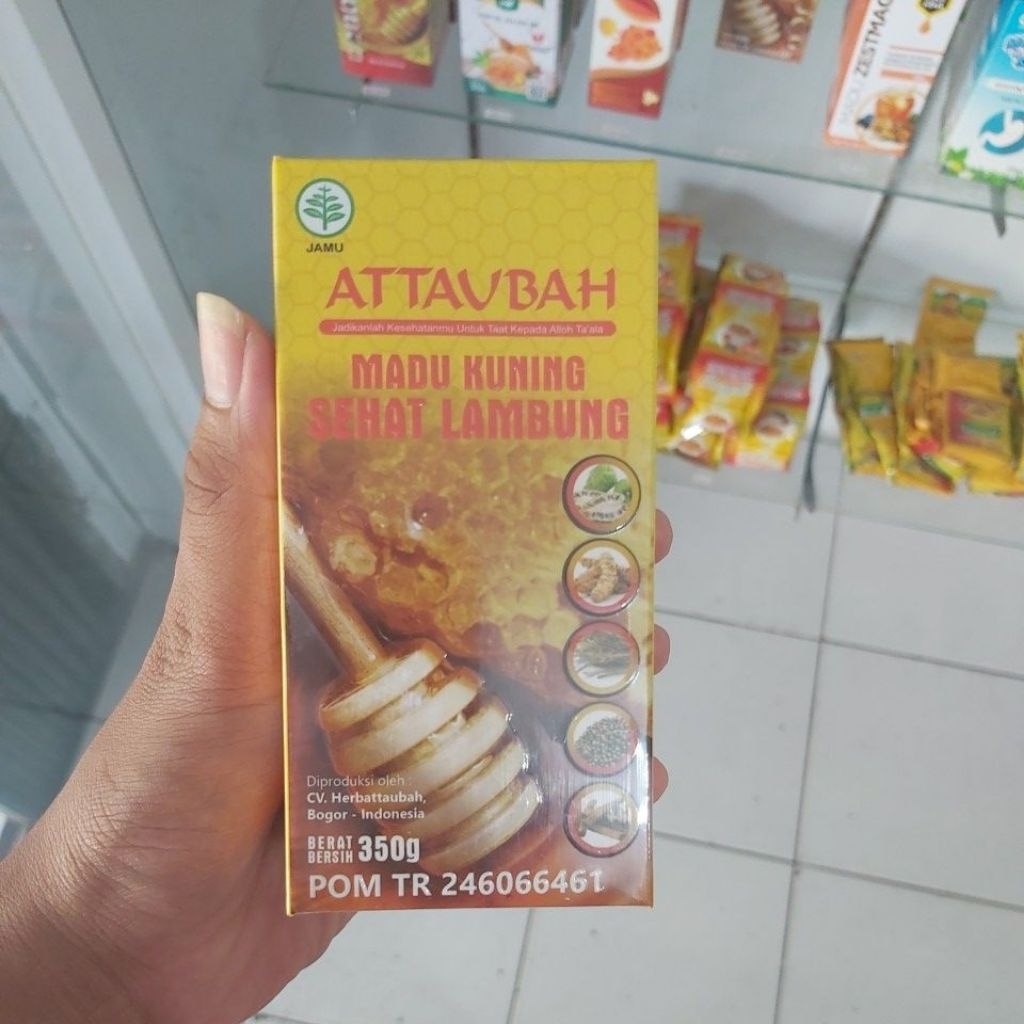 JAMU
ATTAUBAH
Jadikanlah Kesehatanmu Untuk Taat Kepada Alloh Ta'ala
MADU KUNING
SEHAT LAMBUNG
Diproduksi oleh :
CV. Herbattaubah,
Bogor - Indonesia
BERAT BERSIH 350g
POM TR 246066461
ZESTMAG